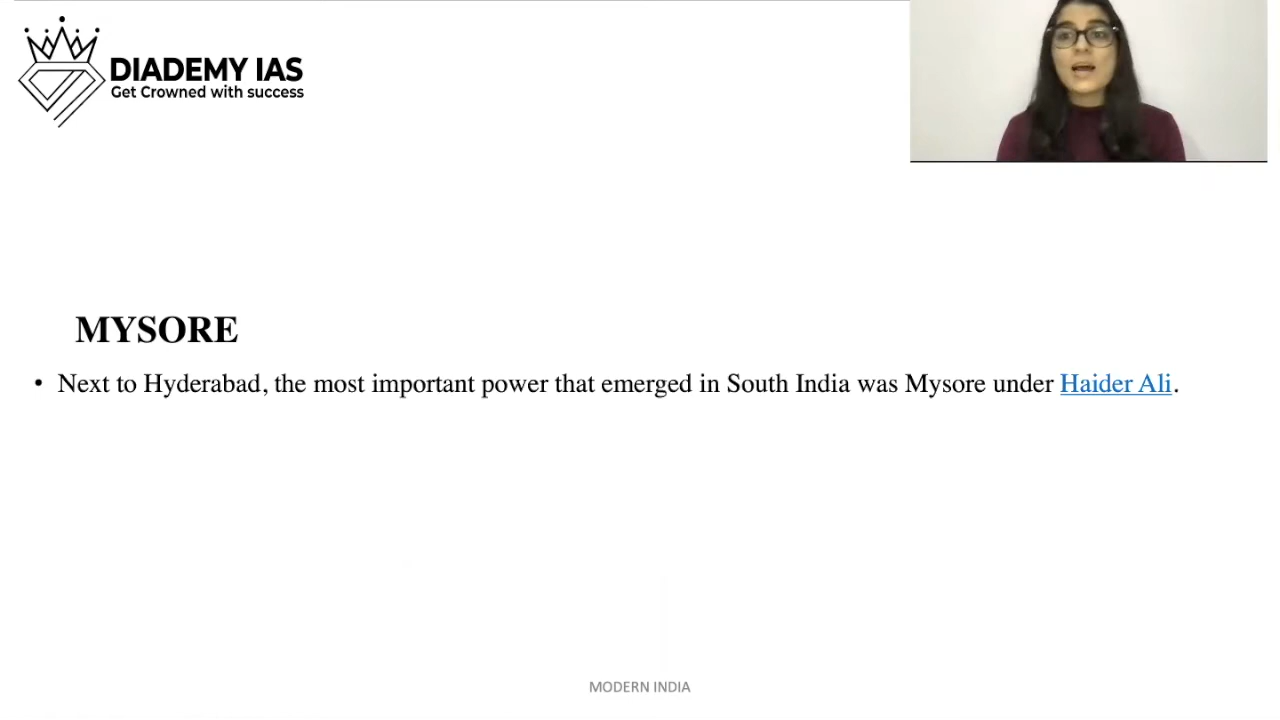 DIADEMY IAS
Get Crowned with success
MYSORE
• Next to Hyderabad, the most important power that emerged in South India was Mysore under Haider Ali.
MODERN INDIA